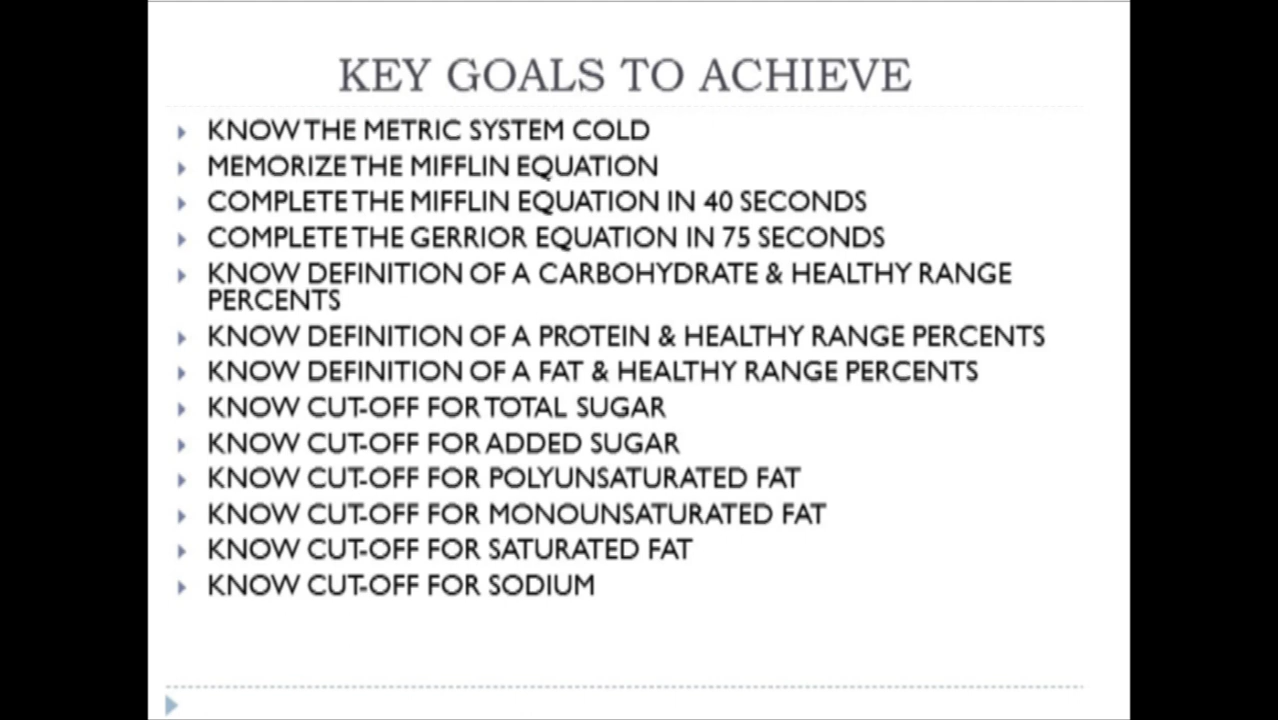 KEY GOALS TO ACHIEVE
KNOW THE METRIC SYSTEM COLD
MEMORIZE THE MIFFLIN EQUATION
COMPLETE THE MIFFLIN EQUATION IN 40 SECONDS
COMPLETE THE GERRIOR EQUATION IN 75 SECONDS
KNOW DEFINITION OF A CARBOHYDRATE & HEALTHY RANGE
PERCENTS
KNOW DEFINITION OF A PROTEIN & HEALTHY RANGE PERCENTS
KNOW DEFINITION OF A FAT & HEALTHY RANGE PERCENTS
KNOW CUT-OFF FOR TOTAL SUGAR
KNOW CUT-OFF FOR ADDED SUGAR
KNOW CUT-OFF FOR POLYUNSATURATED FAT
KNOW CUT-OFF FOR MONOUNSATURATED FAT
KNOW CUT-OFF FOR SATURATED FAT
KNOW CUT-OFF FOR SODIUM